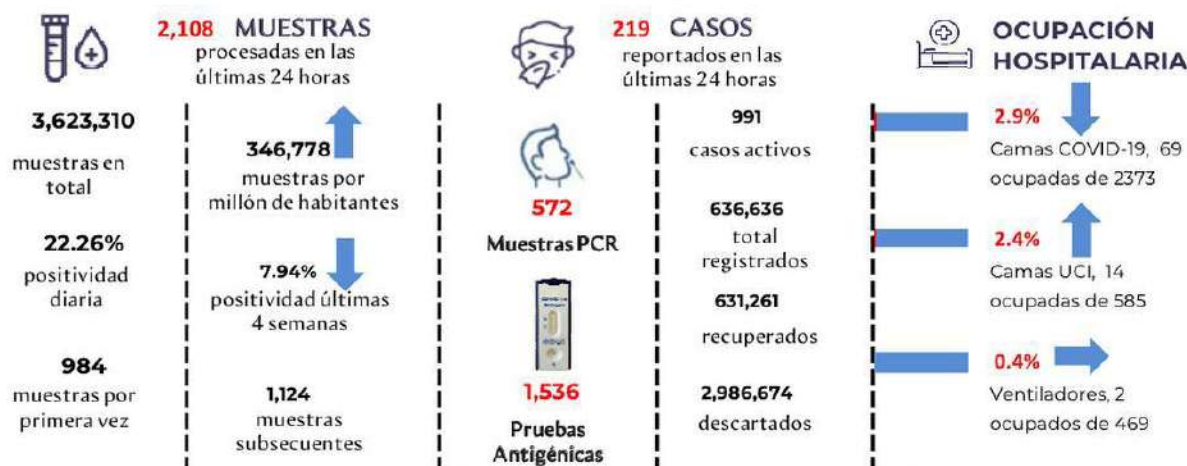 2,108 MUESTRAS
procesadas en las
últimas 24 horas
3,623,310
muestras en
total
22.26%
positividad
diaria
984
muestras por
primera vez
346,778
muestras por
millón de habitantes
7.94%
positividad últimas
4 semanas
1,124
muestras
subsecuentes
219 CASOS
reportados en las
últimas 24 horas
572
Muestras PCR
1,536
Pruebas
Antigénicas
991
casos activos
636,636
total
registrados
631,261
recuperados
2,986,674
descartados
OCUPACIÓN
HOSPITALARIA
2.9%
Camas COVID-19, 69
ocupadas de 2373
2.4%
Camas UCI, 14
ocupadas de 585
0.4%
Ventiladores, 2
ocupados de 469